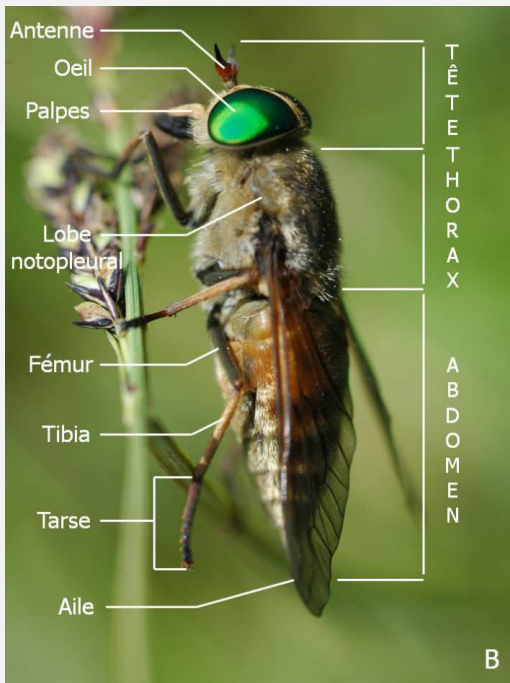 Antenne
Oeil
Palpes
Lobe
notopleural
Fémur
Tibia
Tarse
Aile
TÊTE
THORAX
ABDOMEN
B